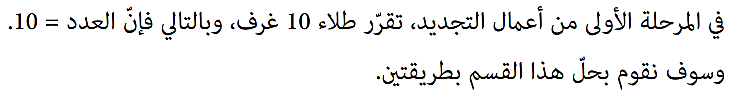 في المرحلة الأولى من أعمال التجديد، تقرّر طلاء 10 غرف، وبالتالي فإنّ العدد = 10.
وسوف نقوم بحلّ هذا القسم بطريقتين.